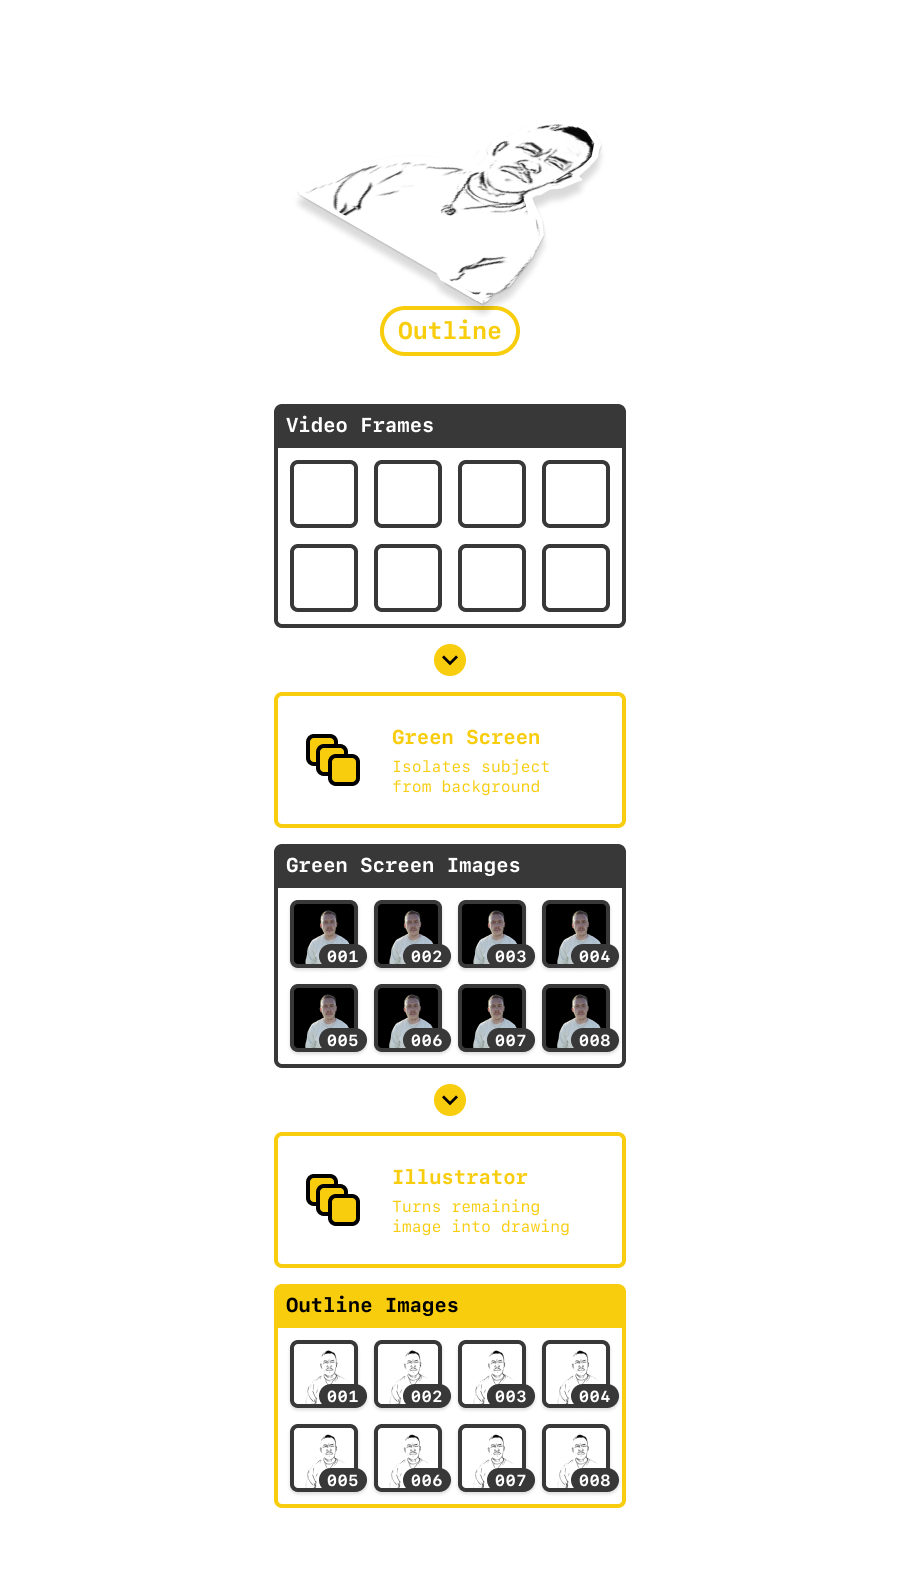 Outline
Video Frames
Green Screen
Isolates subject
from background
Green Screen Images
001 002 003 004
005 006 007 008
Illustrator
Turns remaining
image into drawing
Outline Images
001 002 003 004
005 006 007 008